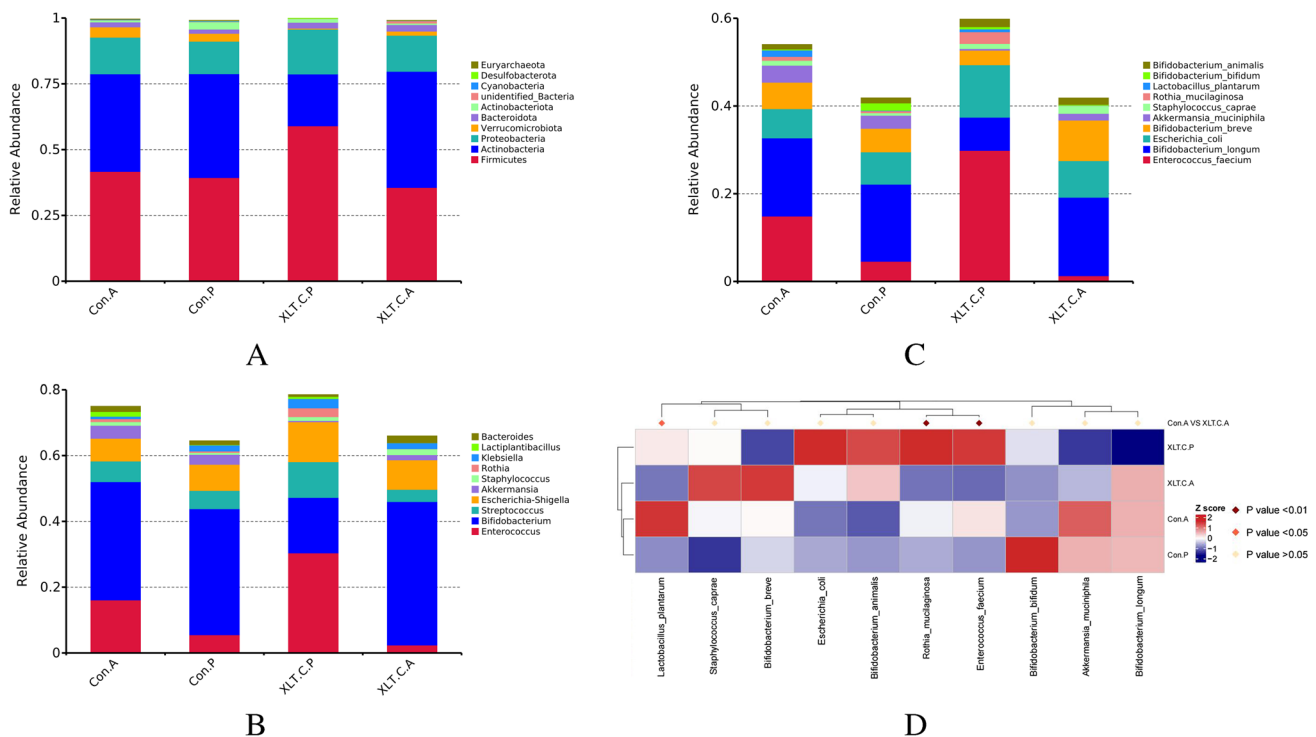 1
0.75
0.5
0.25
0
Relative Abundance
Con.A
Con.P
XLT.C.P
XLT.C.A
Euryarchaeota
Desulfobacterota
Cyanobacteria
unidentified_Bacteria
Actinobacteriota
Bacteroidota
Verrucomicrobiota
Proteobacteria
Actinobacteria
Firmicutes
A
0.6
0.4
0.2
0
Relative Abundance
Con.A
Con.P
XLT.C.P
XLT.C.A
Bifidobacterium_animalis
Bifidobacterium_bifidum
Lactobacillus_plantarum
Rothia_mucilaginosa
Staphylococcus_caprae
Akkermansia_muciniphila
Bifidobacterium_breve
Escherichia_coli
Bifidobacterium_longum
Enterococcus_faecium
C
0.8
0.6
0.4
0.2
0
Relative Abundance
Con.A
Con.P
XLT.C.P
XLT.C.A
Bacteroides
Lactiplantibacillus
Klebsiella
Rothia
Staphylococcus
Akkermansia
Escherichia-Shigella
Streptococcus
Bifidobacterium
Enterococcus
B
Con.A VS XLT.C.A
XLT.C.P
XLT.C.A
Con.A
Con.P
Lactobacillus_plantarum
Staphylococcus_caprae
Bifidobacterium_breve
Escherichia_coli
Bifidobacterium_animalis
Rothia_mucilaginosa
Enterococcus_faecium
Bifidobacterium_bifidum
Akkermansia_muciniphila
Bifidobacterium_longum
Z score
2
1
0
-1
-2
P value <0.01
P value <0.05
P value >0.05
D